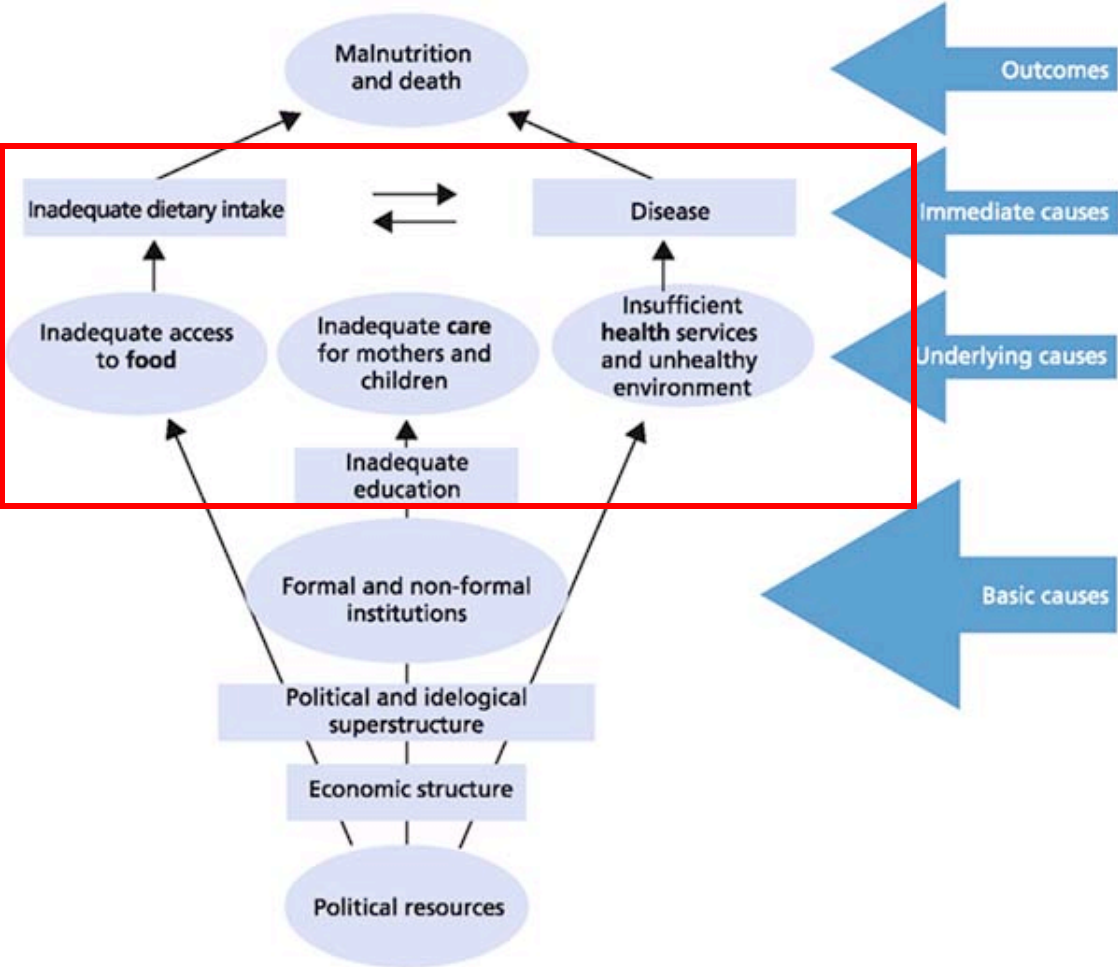 Malnutrition
and death
Outcomes
Inadequate dietary intake
Disease
Immediate causes
Inadequate access
to food
Inadequate care
for mothers and
children
Insufficient
health services
and unhealthy
environment
Underlying causes
Inadequate
education
Formal and non-formal
institutions
Basic causes
Political and idelogical
superstructure
Economic structure
Political resources